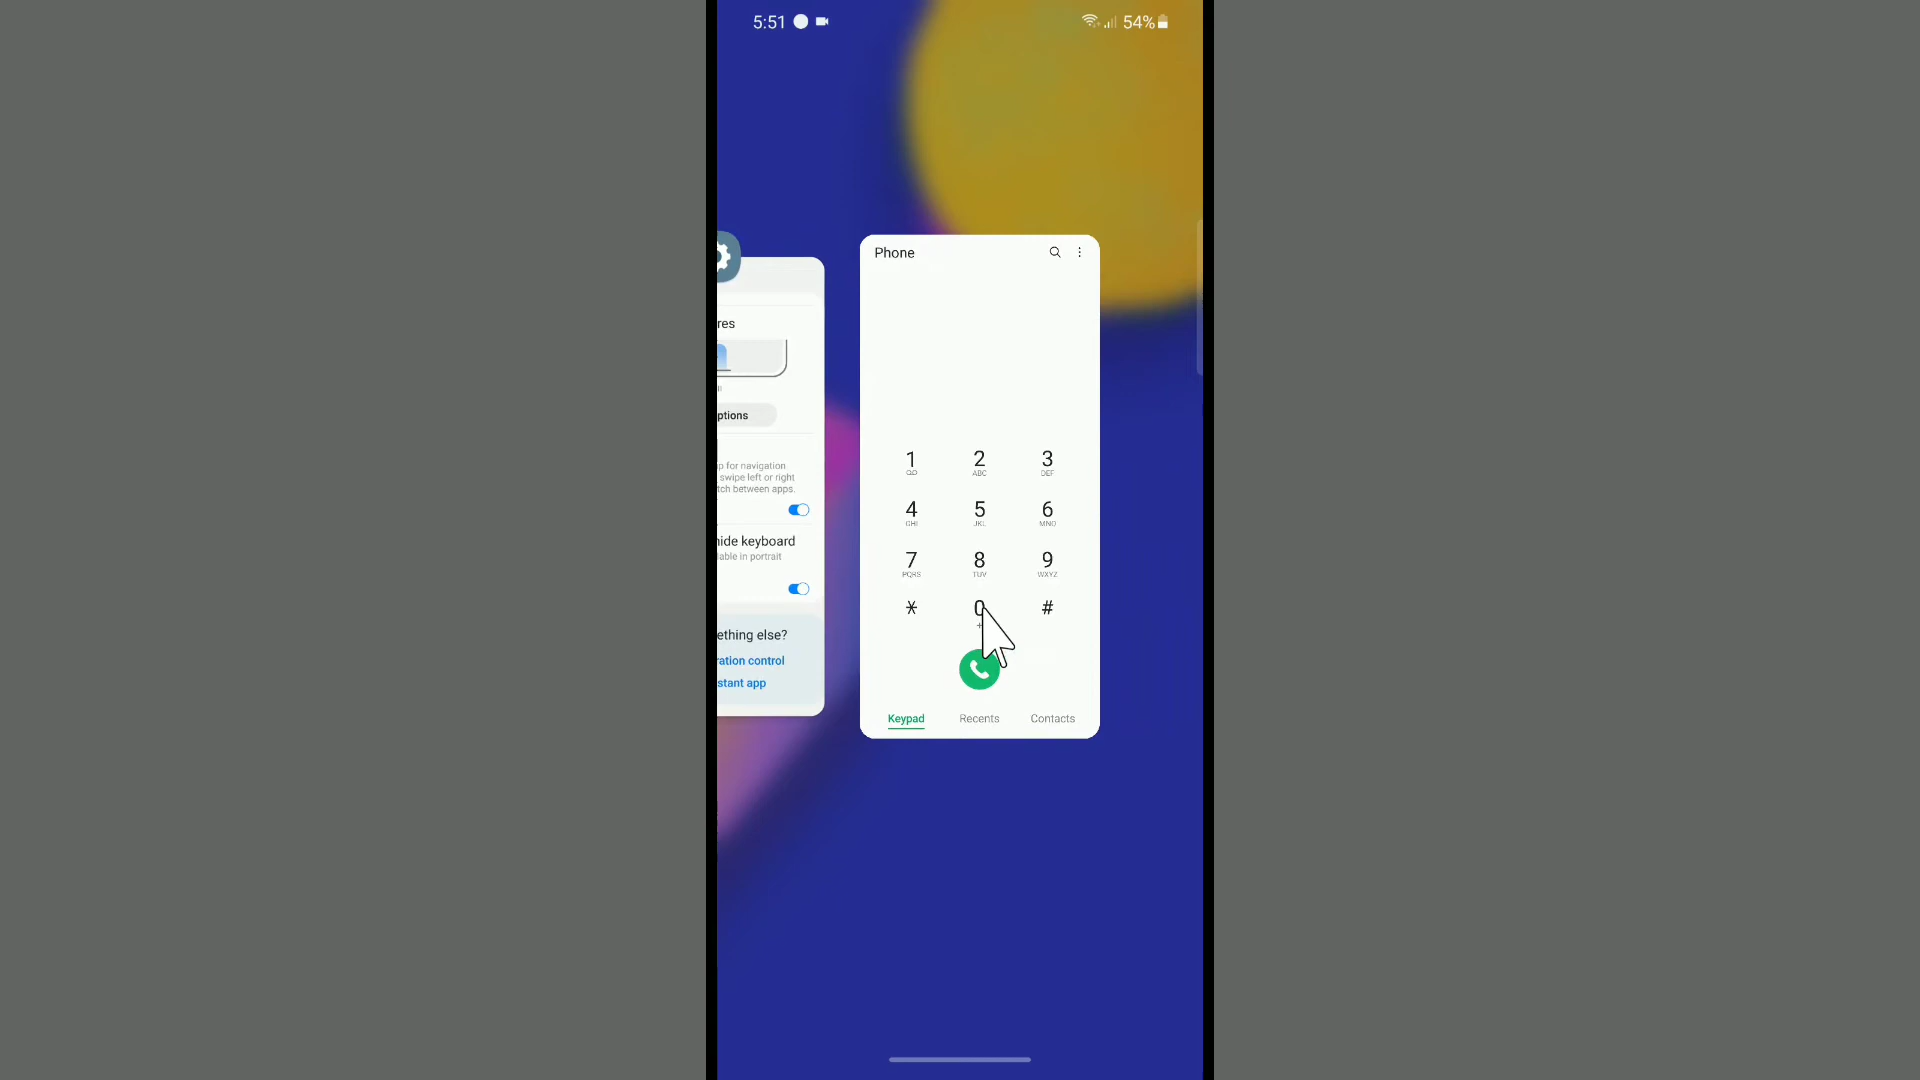 5:51
54%
Phone
res
ptions
p for navigation
swipe left or right
tch between apps.
hide keyboard
lable in portrait
ething else?
ration control
stant app
1 2 3
ABC DEF
4 5 6
GHI JKL MNO
7 8 9
PQRS TUV WXYZ
* 0 #
+
Keypad Recents Contacts